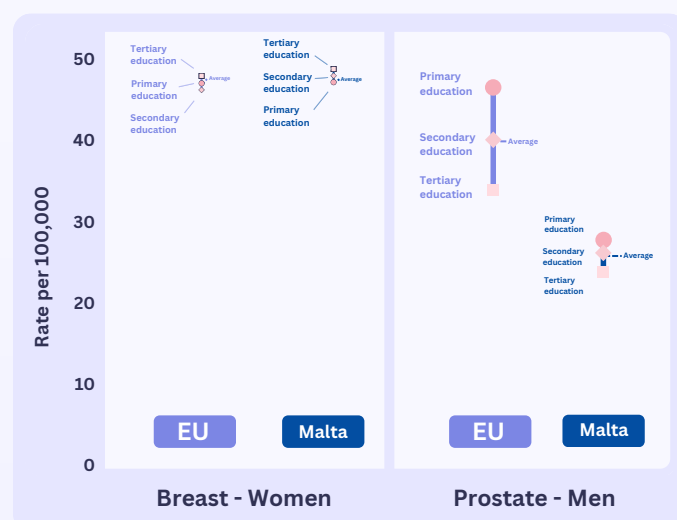 Rate per 100,000
50
40
30
20
10
0
Tertiary
education
Primary
education
Secondary
education
Average
Tertiary
education
Secondary
education
Primary
education
Average
EU
Malta
Breast - Women
Primary
education
Secondary
education
Tertiary
education
Average
Primary
education
Secondary
education
Tertiary
education
Average
EU
Malta
Prostate - Men